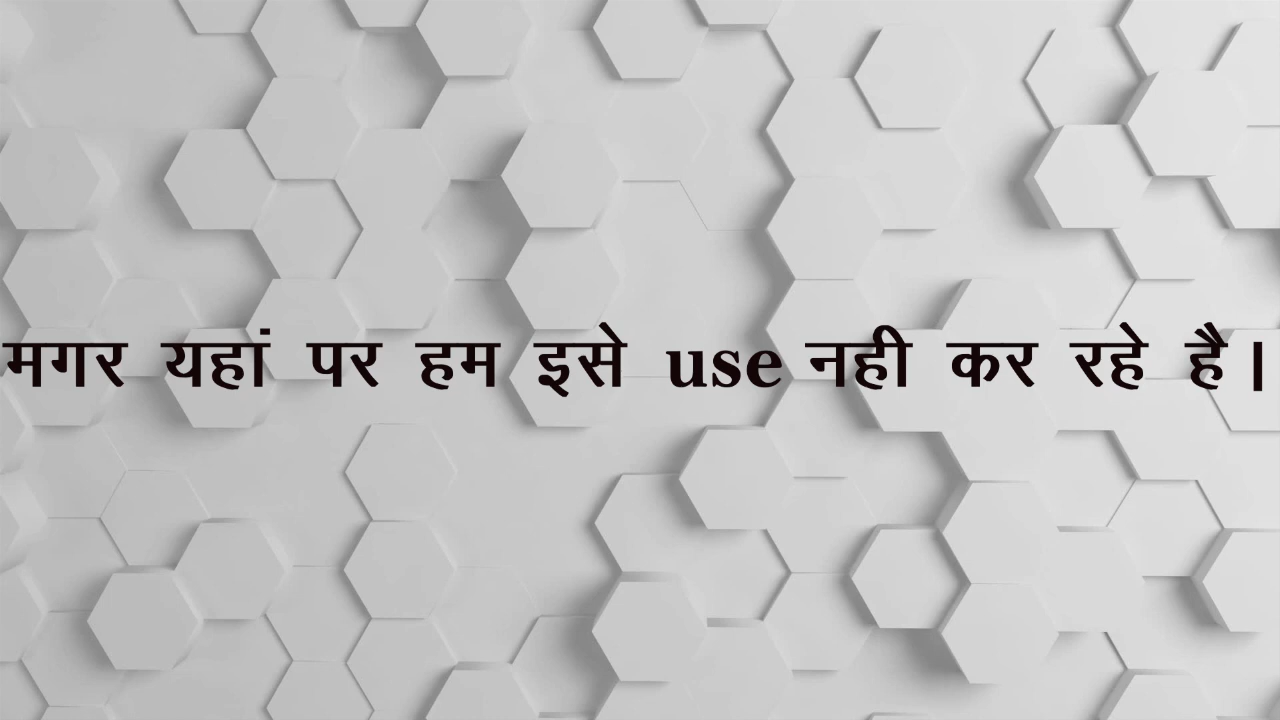 मगर यहां पर हम इसे use नही कर रहे है।